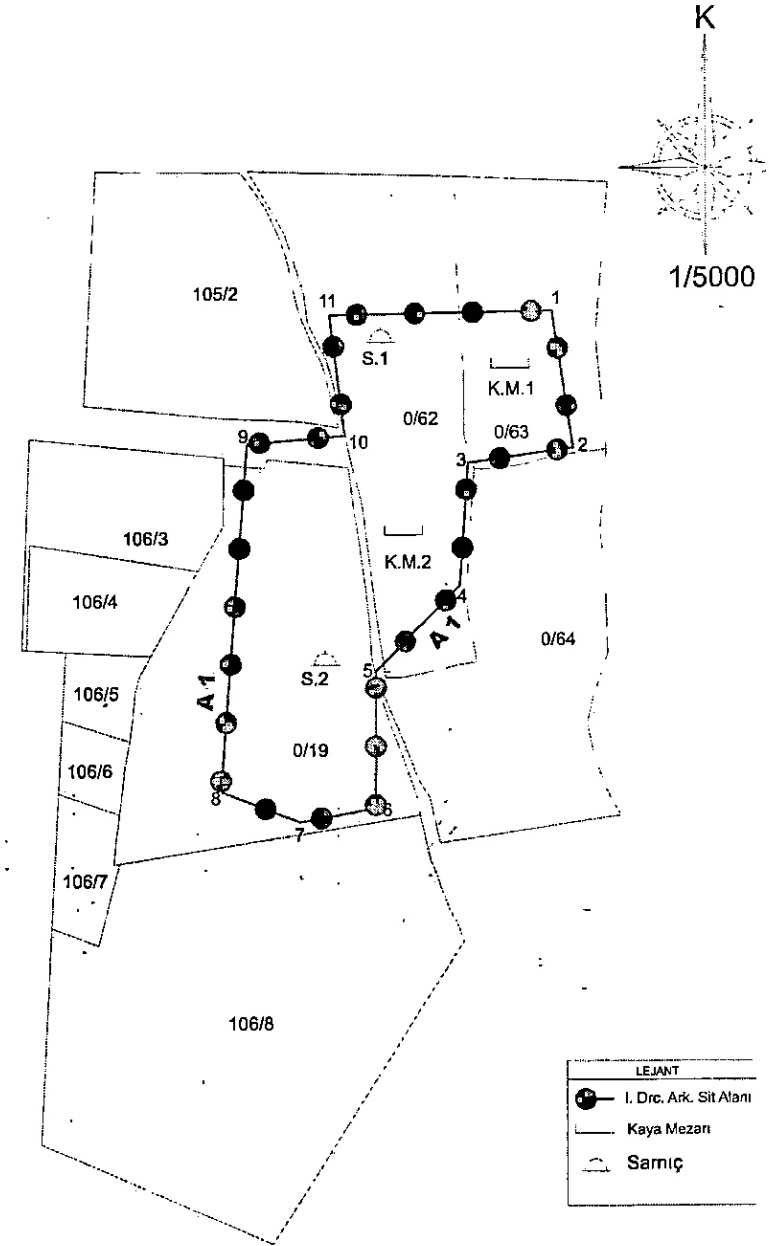 K
1/5000
105/2
11
1
S.1
K.M.1
0/62
0/63
9
10
2
3
106/3
K.M.2
106/4
4
A 1
0/64
5
S.2
106/5
A 1
0/19
106/6
8
6
7
106/7
106/8
LEJANT
I. Drc. Ark. Sit Alanı
Kaya Mezarı
Sarnıç